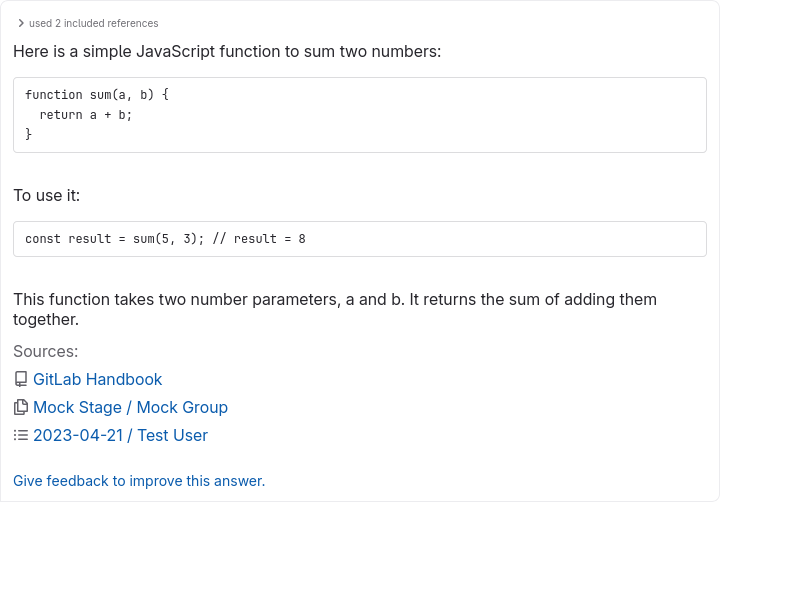 used 2 included references
Here is a simple JavaScript function to sum two numbers:
function sum(a, b) {
  return a + b;
}
To use it:
const result = sum(5, 3); // result = 8
This function takes two number parameters, a and b. It returns the sum of adding them
together.
Sources:
GitLab Handbook
Mock Stage / Mock Group
2023-04-21 / Test User
Give feedback to improve this answer.